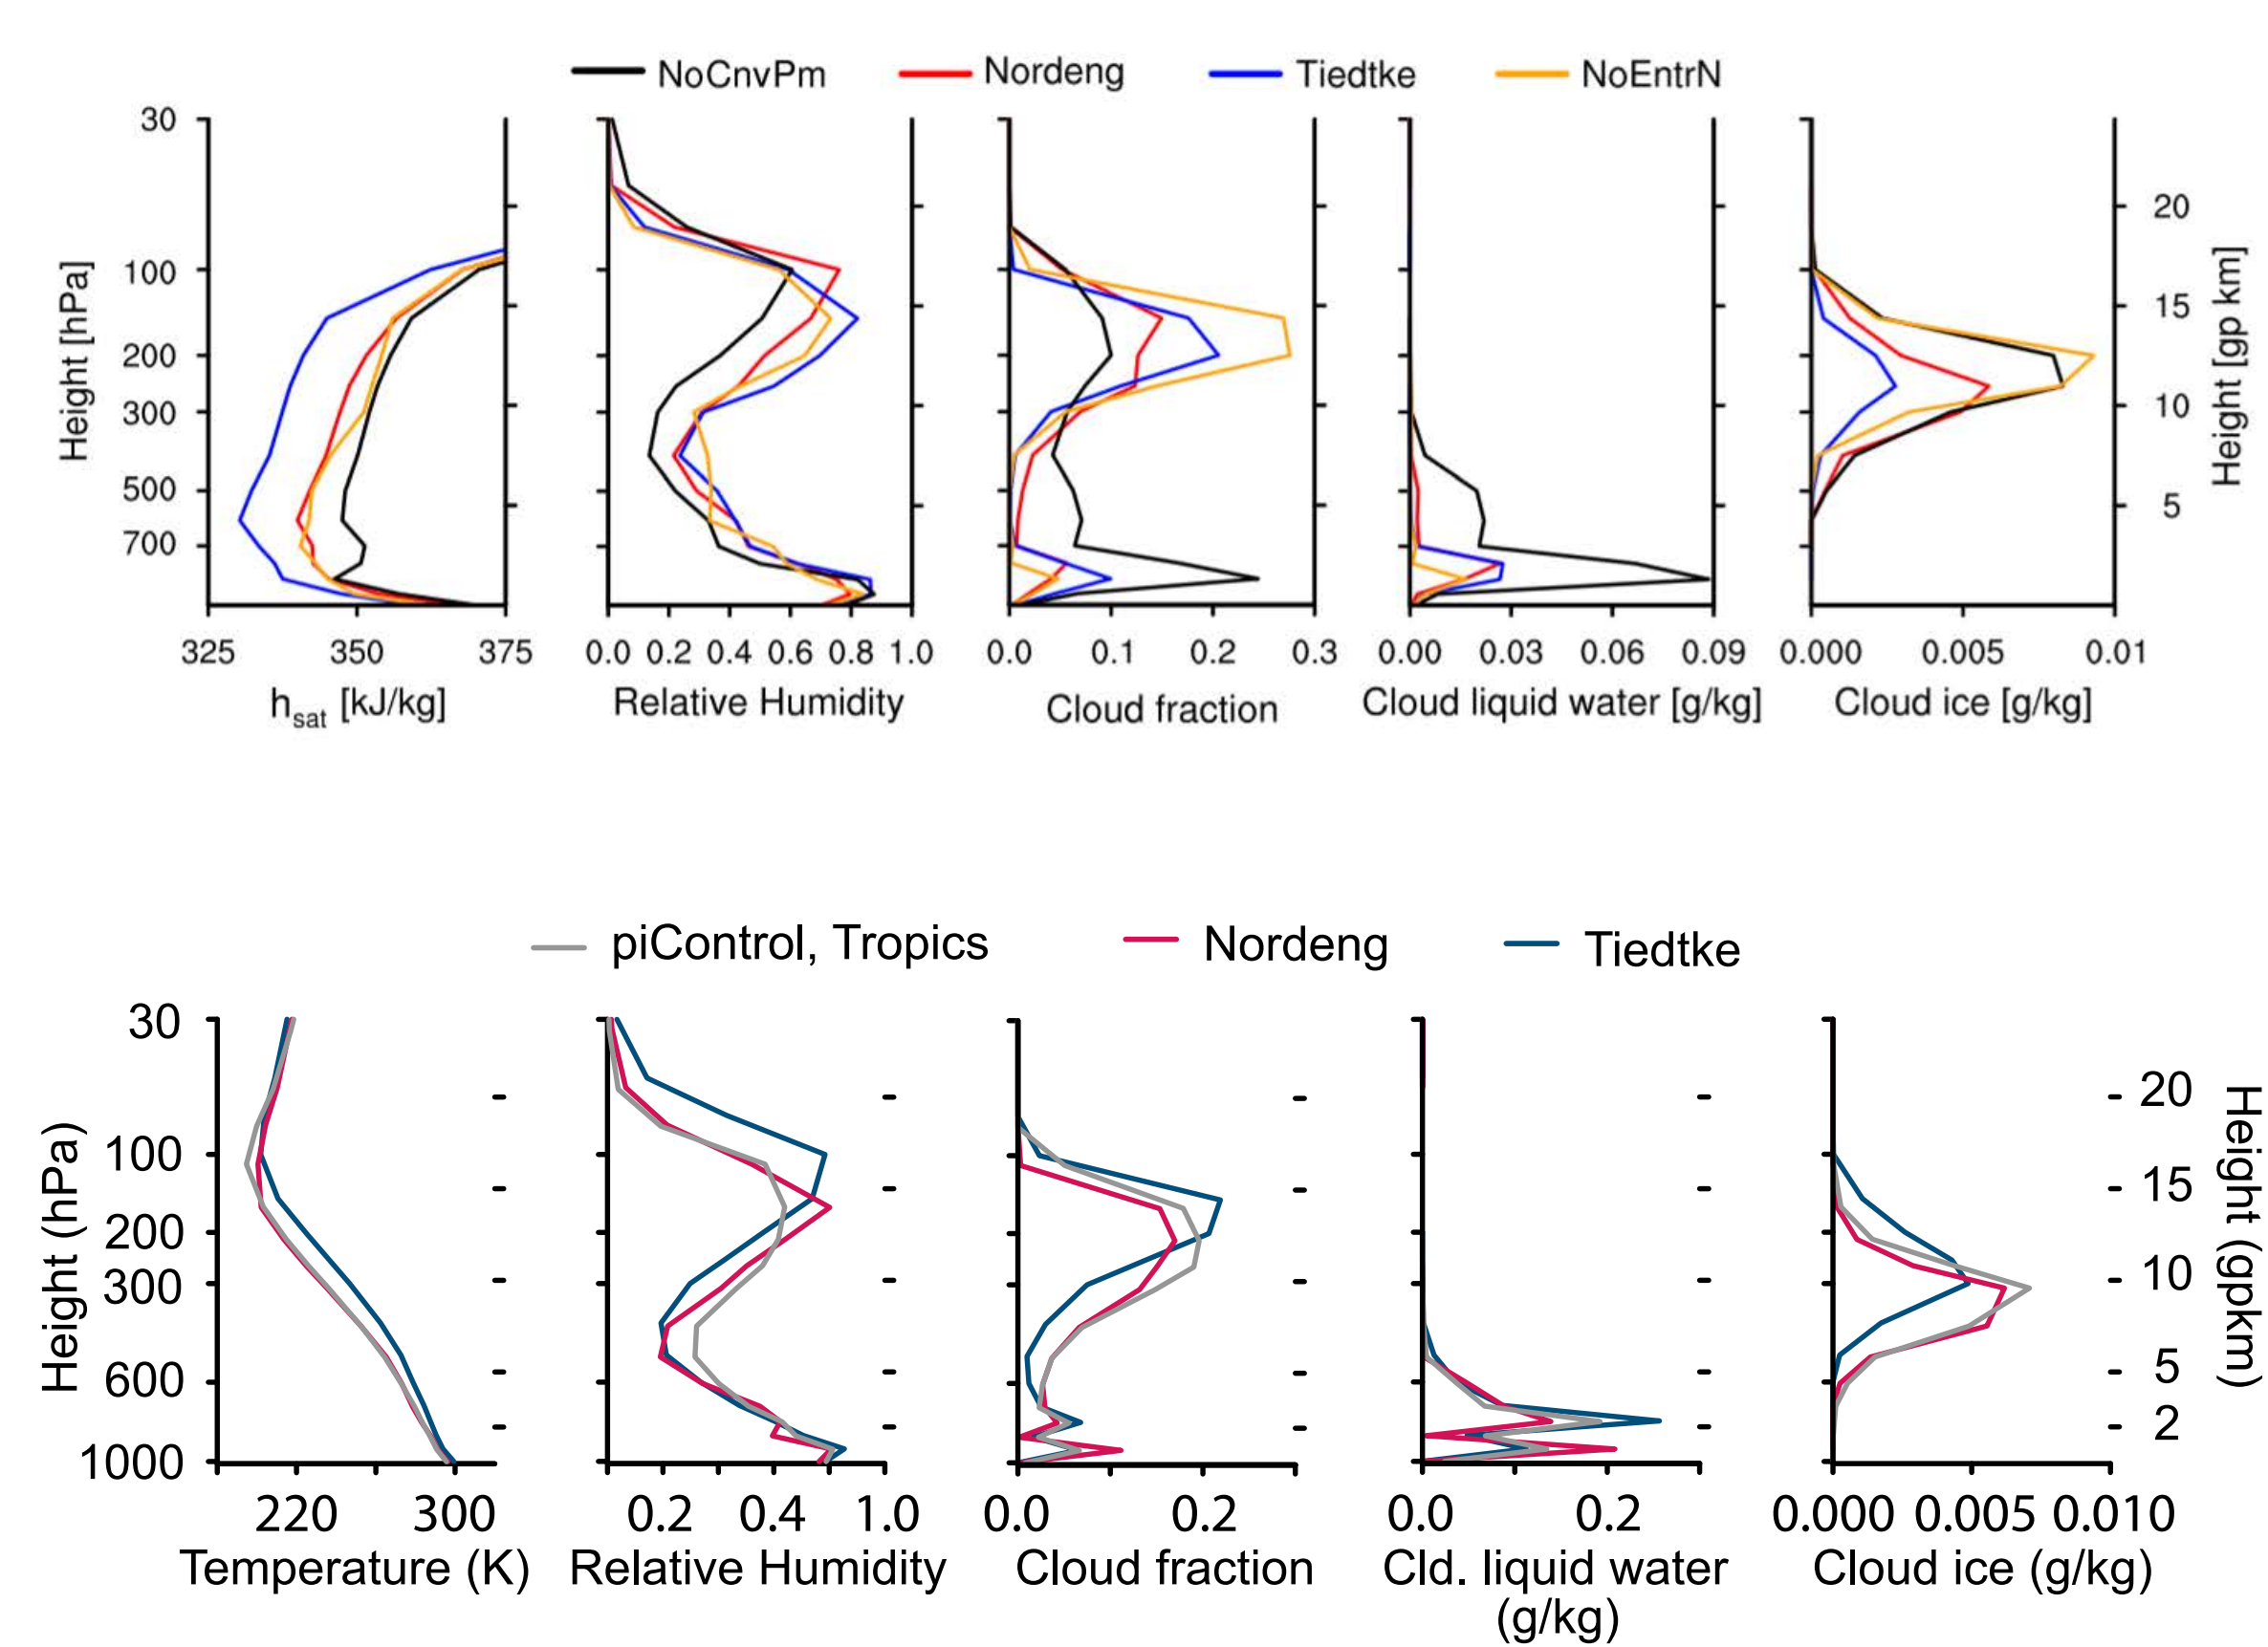 NoCnvPm Nordeng Tiedtke NoEntrN
30
100
200
300
500
700
Height [hPa]
20
15
10
5
Height [gp km]
325 350 375
0.0 0.2 0.4 0.6 0.8 1.0
0.0 0.1 0.2 0.3
0.00 0.03 0.06 0.09
0.000 0.005 0.01
hsat [kJ/kg]
Relative Humidity
Cloud fraction
Cloud liquid water [g/kg]
Cloud ice [g/kg]
piControl, Tropics Nordeng Tiedtke
30
100
200
300
600
1000
Height (hPa)
20
15
10
5
2
Height (gpkm)
220 300
0.2 0.4 1.0
0.0 0.2
0.0 0.2
0.000 0.005 0.010
Temperature (K)
Relative Humidity
Cloud fraction
Cld. liquid water
(g/kg)
Cloud ice (g/kg)